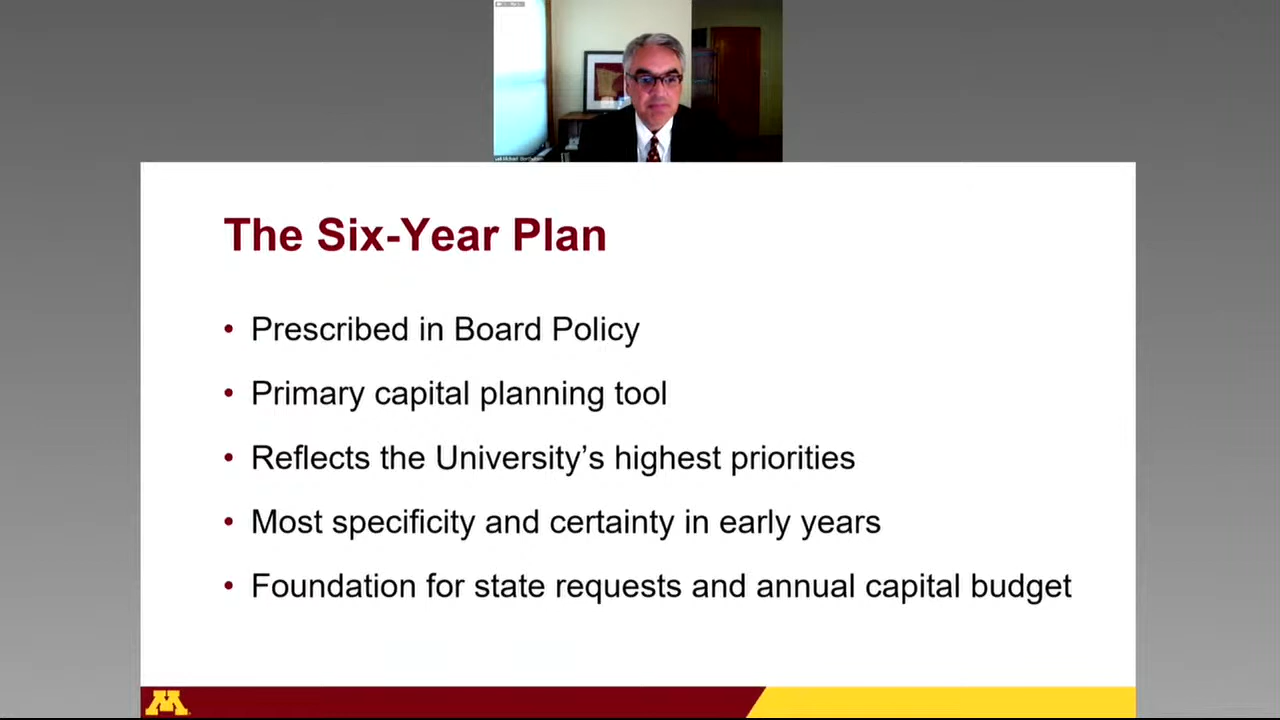 The Six-Year Plan
• Prescribed in Board Policy
• Primary capital planning tool
• Reflects the University’s highest priorities
• Most specificity and certainty in early years
• Foundation for state requests and annual capital budget
M